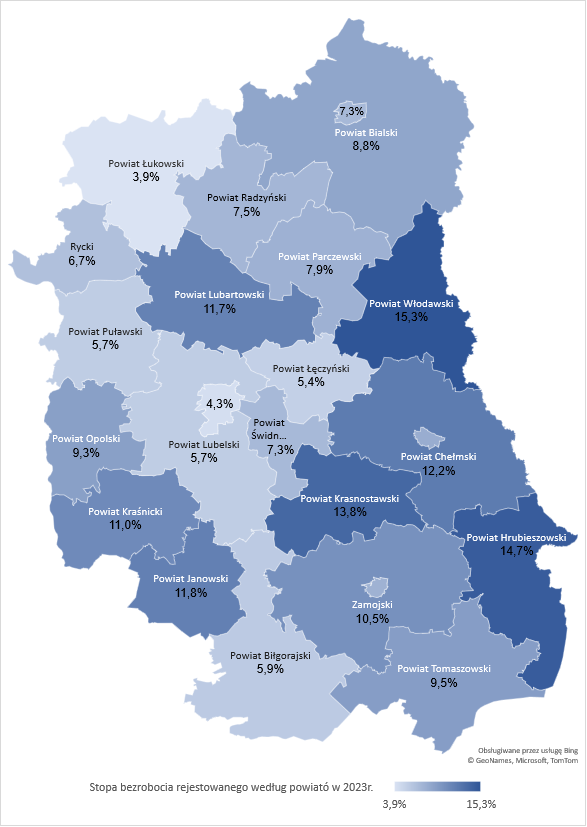 7,3%
Powiat Bialski
8,8%
Powiat Łukowski
3,9%
Powiat Radzyński
7,5%
Rycki
6,7%
Powiat Parczewski
7,9%
Powiat Lubartowski
11,7%
Powiat Włodawski
15,3%
Powiat Puławski
5,7%
Powiat Łęczyński
5,4%
4,3%
Powiat
Świdn...
7,3%
Powiat Opolski
9,3%
Powiat Lubelski
5,7%
Powiat Chełmski
12,2%
Powiat Krasnostawski
13,8%
Powiat Kraśnicki
11,0%
Powiat Hrubieszowski
14,7%
Powiat Janowski
11,8%
Zamojski
10,5%
Powiat Biłgorajski
5,9%
Powiat Tomaszowski
9,5%
Obsługiwane przez usługę Bing
© GeoNames, Microsoft, TomTom
Stopa bezrobocia rejestrowanego według powiató w 2023r.
3,9% 15,3%